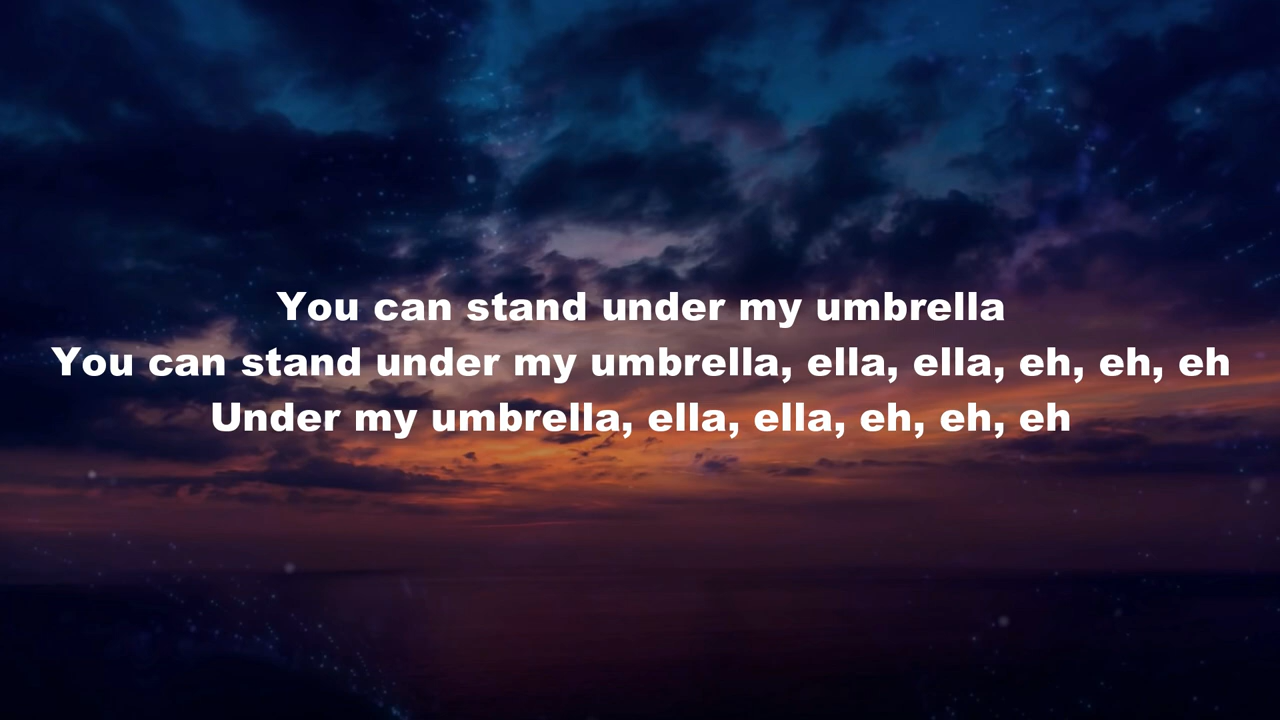 You can stand under my umbrella
You can stand under my umbrella, ella, ella, eh, eh, eh
Under my umbrella, ella, ella, eh, eh, eh